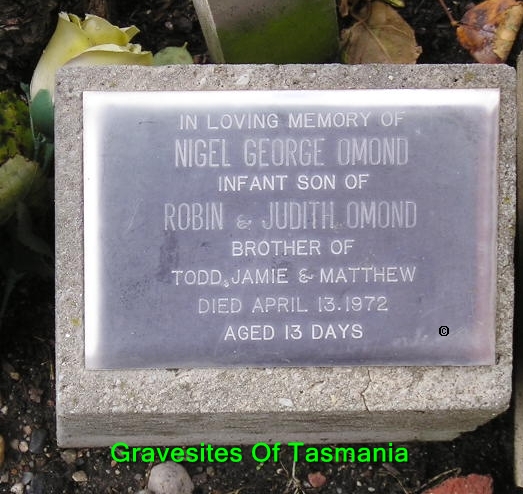 IN LOVING MEMORY OF
NIGEL GEORGE OMOND
INFANT SON OF
ROBIN & JUDITH OMOND
BROTHER OF
TODD, JAMIE & MATTHEW
DIED APRIL 13.1972
AGED 13 DAYS
©
Gravesites Of Tasmania